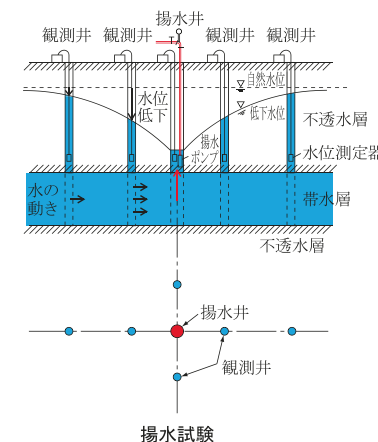 揚水井
観測井
観測井
観測井
観測井
自然水位
水位
低下
低下水位
不透水層
揚水
ポンプ
水位測定器
水の
動き
帯水層
不透水層
揚水井
観測井
揚水試験